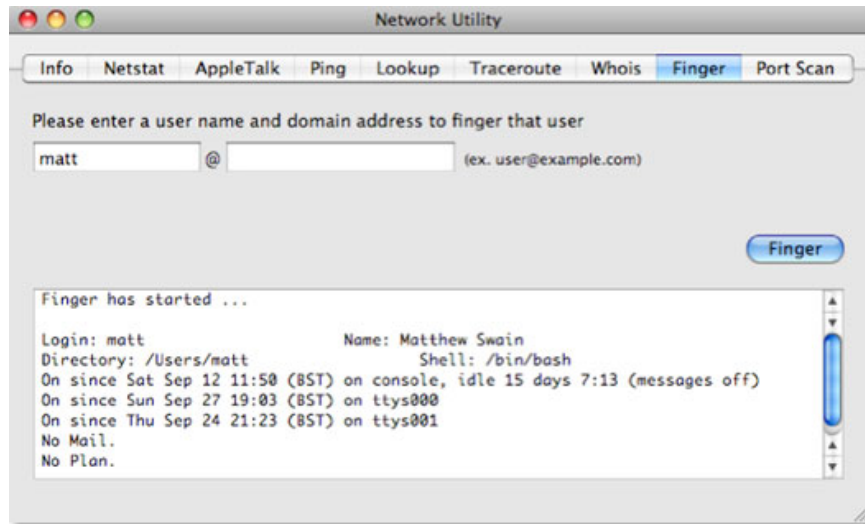 Network Utility
Info Netstat AppleTalk Ping Lookup Traceroute Whois Finger Port Scan
Please enter a user name and domain address to finger that user
matt @ (ex. user@example.com)
Finger
Finger has started ...
Login: matt Name: Matthew Swain
Directory: /Users/matt Shell: /bin/bash
On since Sat Sep 12 11:50 (BST) on console, idle 15 days 7:13 (messages off)
On since Sun Sep 27 19:03 (BST) on ttys000
On since Thu Sep 24 21:23 (BST) on ttys001
No Mail.
No Plan.